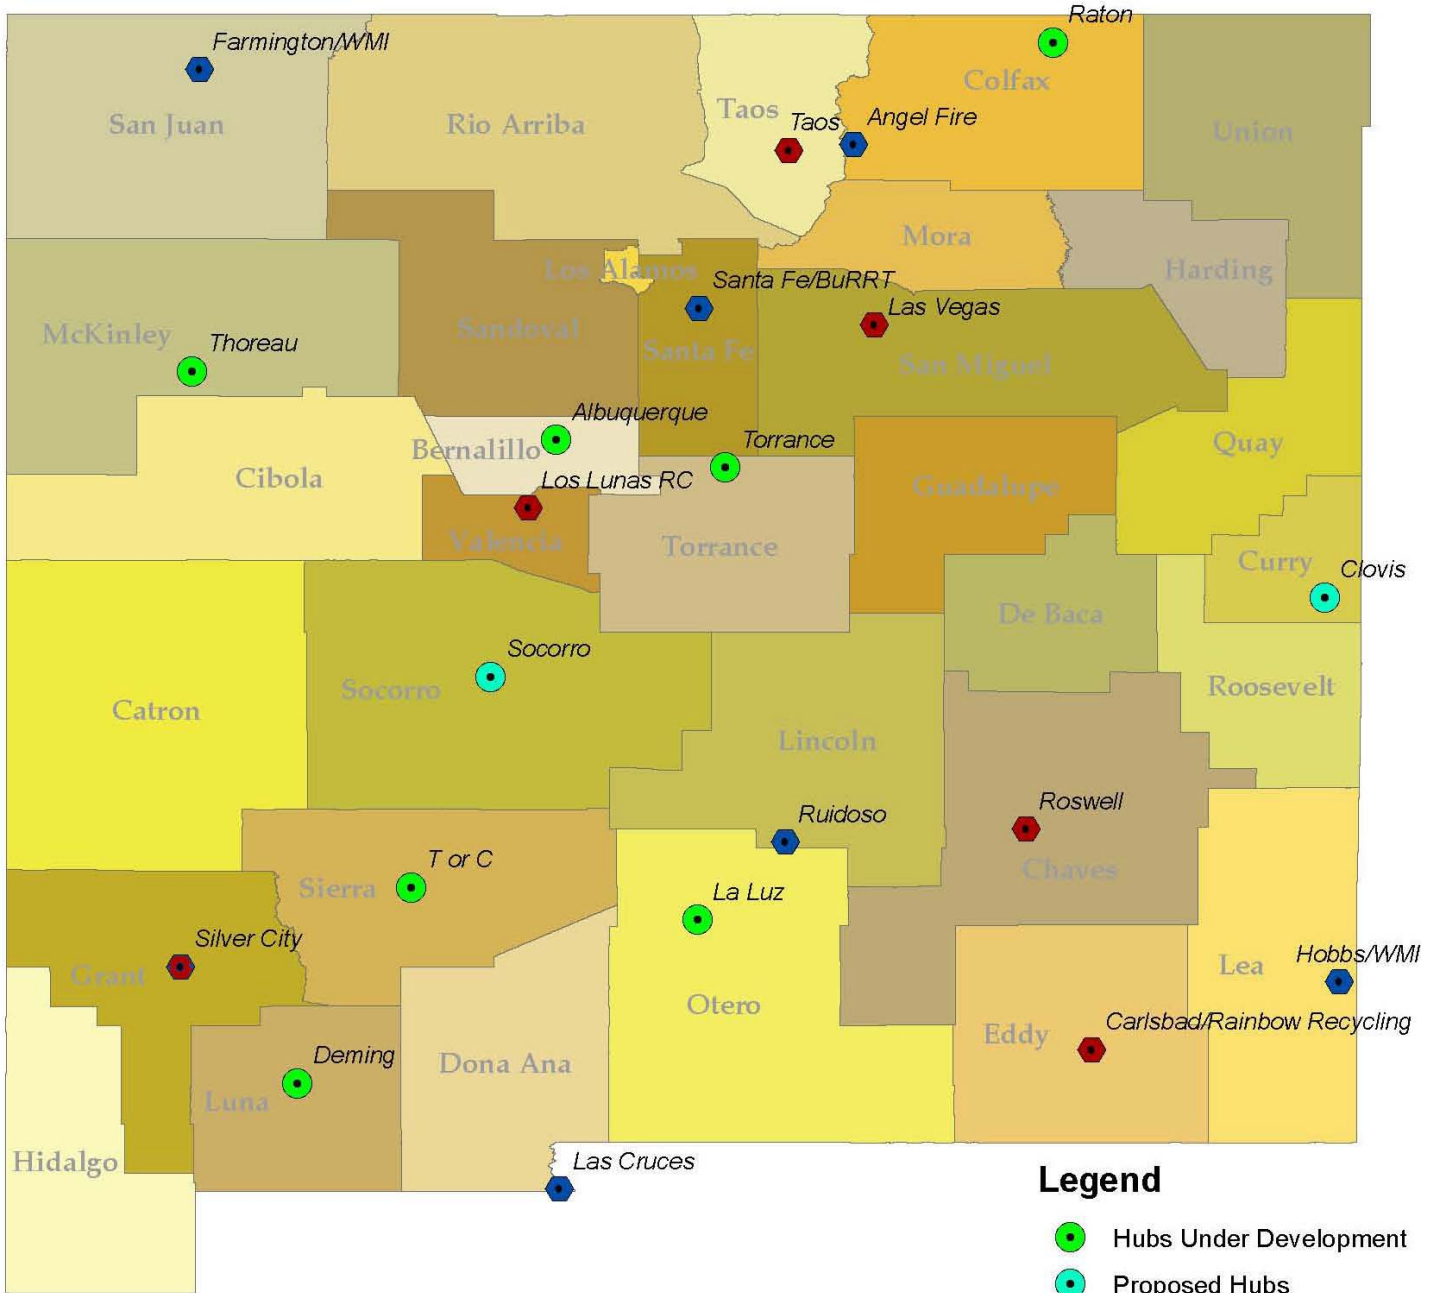 Raton
Farmington/WMI
Colfax
Taos
Angel Fire
Taos
San Juan
Rio Arriba
Union
Mora
Los Alamos
Harding
Santa Fe/BuRRT
Las Vegas
McKinley
Sandoval
Thoreau
Santa Fe
San Miguel
Albuquerque
Bernalillo
Torrance
Quay
Cibola
Los Lunas RC
Guadalupe
Valencia
Torrance
Curry
Clovis
De Baca
Socorro
Socorro
Roosevelt
Catron
Lincoln
Roswell
Ruidoso
T or C
Chaves
Sierra
La Luz
Silver City
Hobbs/WMI
Grant
Lea
Otero
Carlsbad/Rainbow Recycling
Eddy
Deming
Dona Ana
Luna
Hidalgo
Las Cruces
Legend
Hubs Under Development
Proposed Hubs